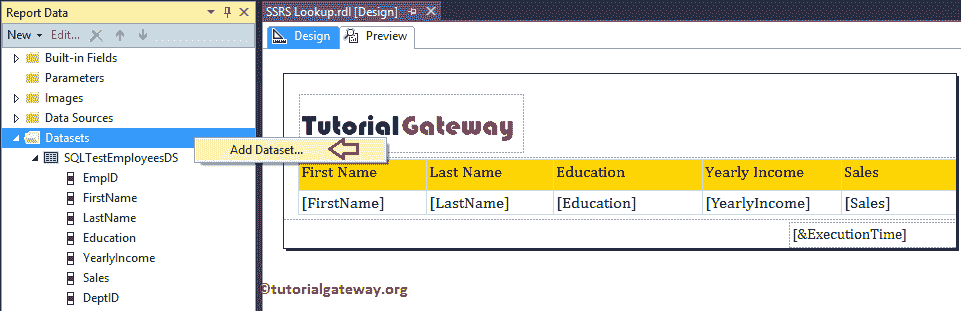 Report Data
New Edit...
Built-in Fields
Parameters
Images
Data Sources
Datasets
Add Dataset...
SQLTestEmployeesDS
EmpID
FirstName
LastName
Education
YearlyIncome
Sales
DeptID
SSRS Lookup.rdl [Design]
Design Preview
TutorialGateway
First Name Last Name Education Yearly Income Sales
[FirstName] [LastName] [Education] [YearlyIncome] [Sales]
[&ExecutionTime]
©tutorialgateway.org